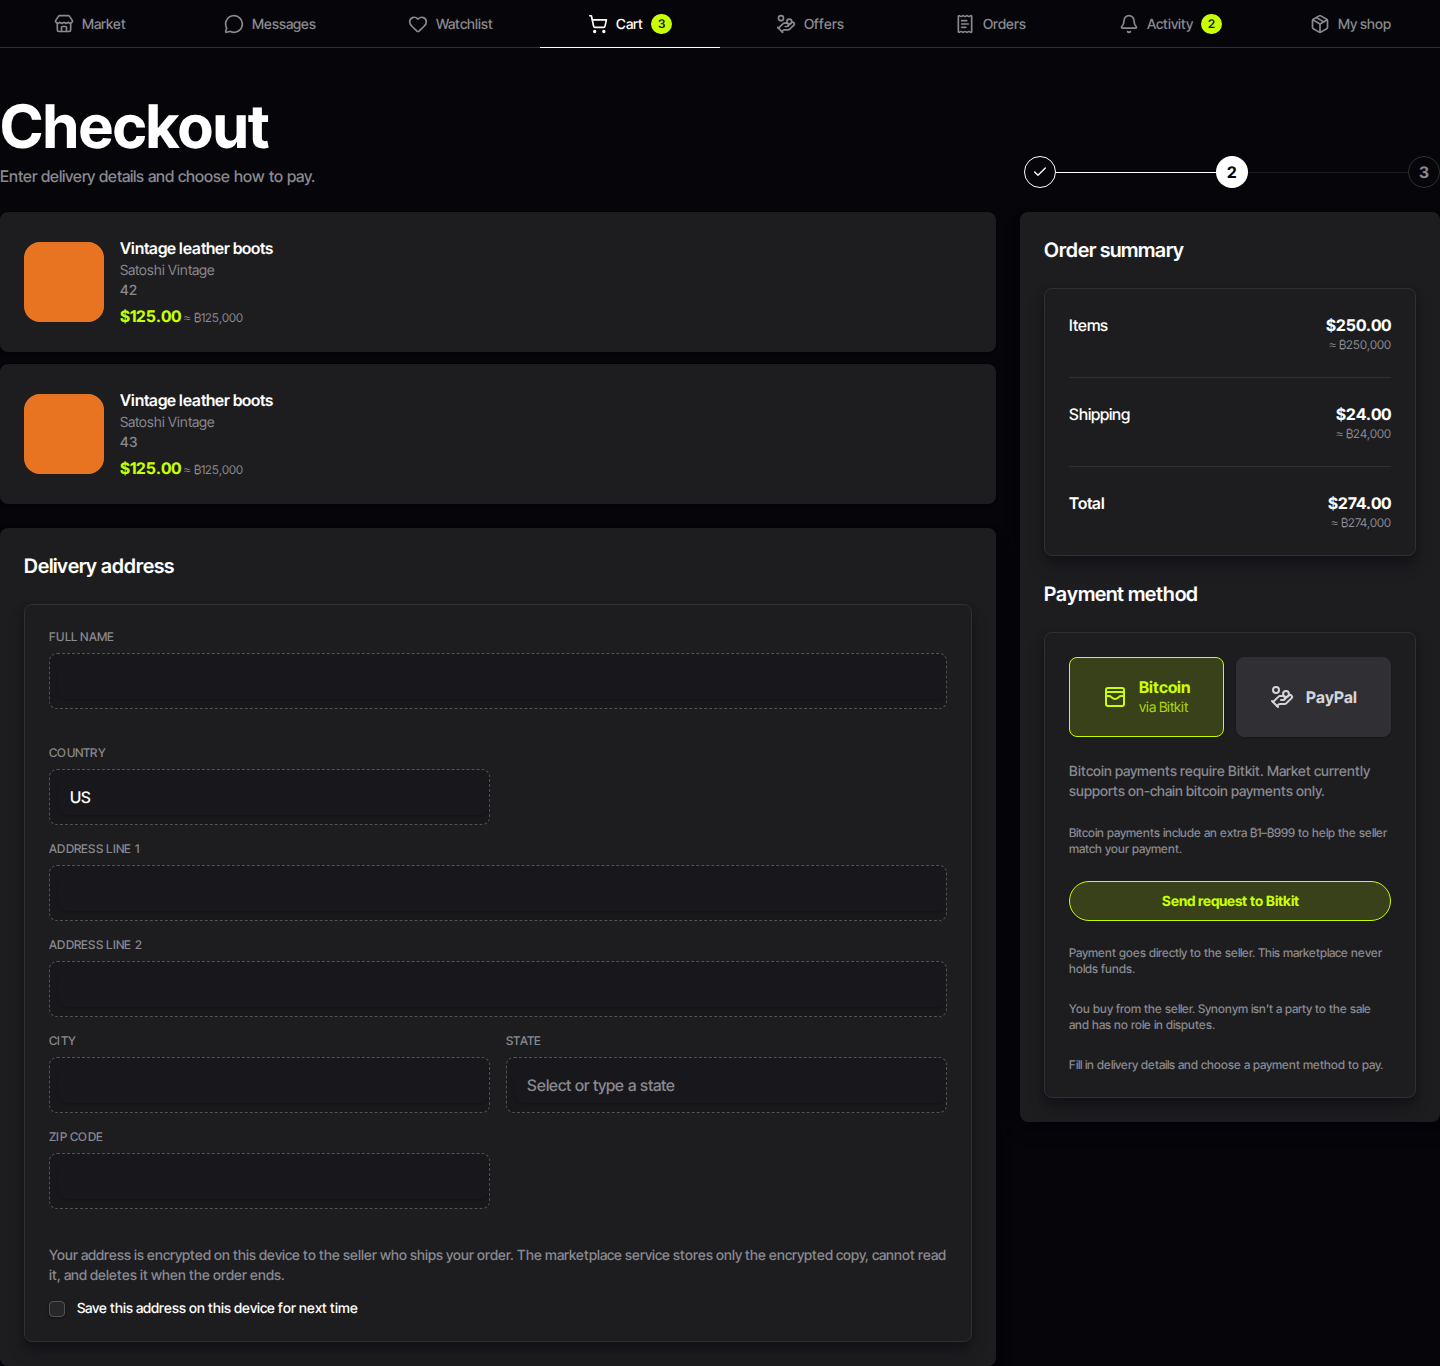 Market
Messages
Watchlist
Cart 3
Offers
Orders
Activity 2
My shop
Checkout
Enter delivery details and choose how to pay.
2
3
Vintage leather boots
Satoshi Vintage
42
$125.00 ≈ ₿125,000
Vintage leather boots
Satoshi Vintage
43
$125.00 ≈ ₿125,000
Delivery address
FULL NAME
COUNTRY
US
ADDRESS LINE 1
ADDRESS LINE 2
CITY
STATE
Select or type a state
ZIP CODE
Your address is encrypted on this device to the seller who ships your order. The marketplace service stores only the encrypted copy, cannot read
it, and deletes it when the order ends.
Save this address on this device for next time
Order summary
Items $250.00
≈ ₿250,000
Shipping $24.00
≈ ₿24,000
Total $274.00
≈ ₿274,000
Payment method
Bitcoin
via Bitkit
PayPal
Bitcoin payments require Bitkit. Market currently
supports on-chain bitcoin payments only.
Bitcoin payments include an extra ₿1–₿999 to help the seller
match your payment.
Send request to Bitkit
Payment goes directly to the seller. This marketplace never
holds funds.
You buy from the seller. Synonym isn't a party to the sale
and has no role in disputes.
Fill in delivery details and choose a payment method to pay.